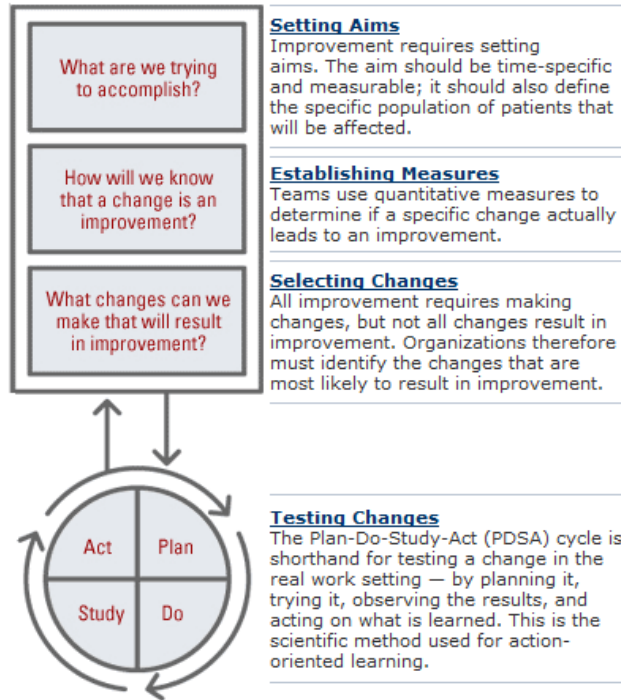 What are we trying
to accomplish?
Setting Aims
Improvement requires setting
aims. The aim should be time-specific
and measurable; it should also define
the specific population of patients that
will be affected.
How will we know
that a change is an
improvement?
Establishing Measures
Teams use quantitative measures to
determine if a specific change actually
leads to an improvement.
What changes can we
make that will result
in improvement?
Selecting Changes
All improvement requires making
changes, but not all changes result in
improvement. Organizations therefore
must identify the changes that are
most likely to result in improvement.
Act
Plan
Study
Do
Testing Changes
The Plan-Do-Study-Act (PDSA) cycle is
shorthand for testing a change in the
real work setting — by planning it,
trying it, observing the results, and
acting on what is learned. This is the
scientific method used for action-
oriented learning.